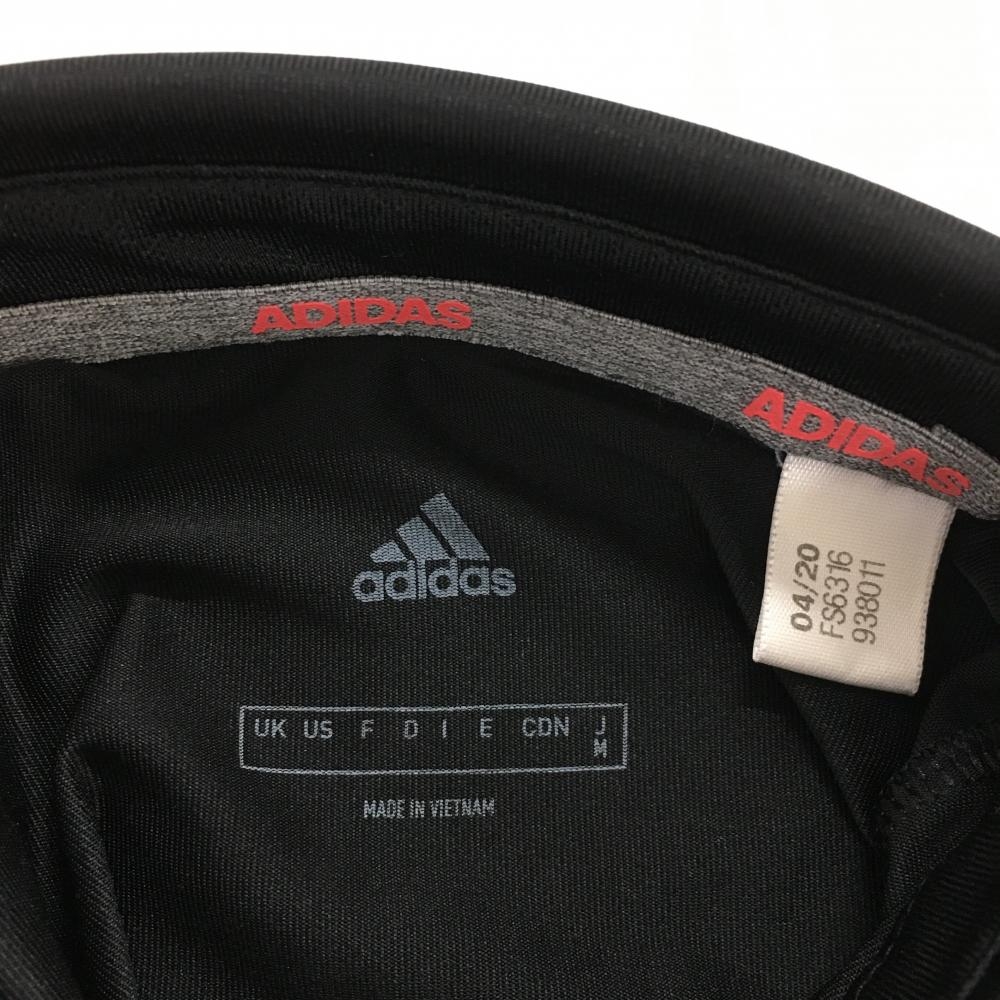 ADIDAS
ADIDAS
adidas
04/20
FS6316
938011
UK US F D I E CDN J
M
MADE IN VIETNAM